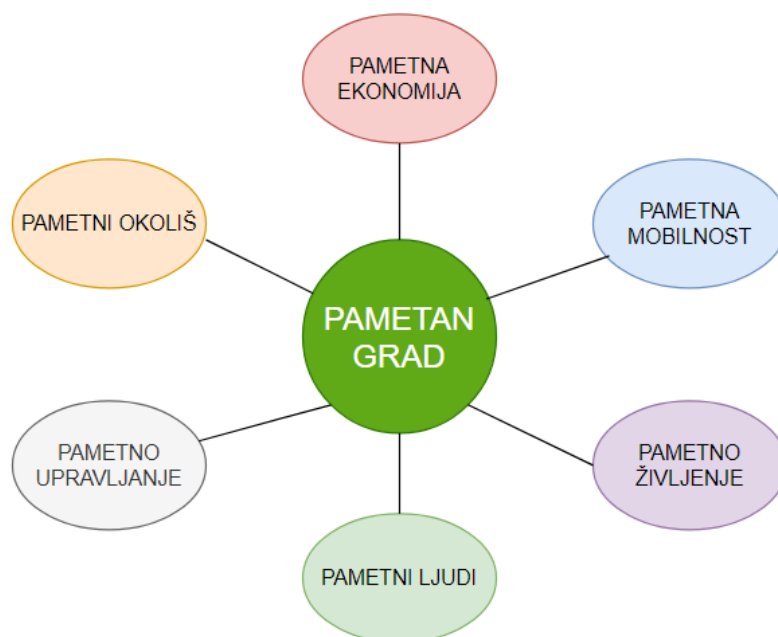 PAMETNA
EKONOMIJA
PAMETNI OKOLIŠ
PAMETNA
MOBILNOST
PAMETAN
GRAD
PAMETNO
UPRAVLJANJE
PAMETNO
ŽIVLJENJE
PAMETNI LJUDI